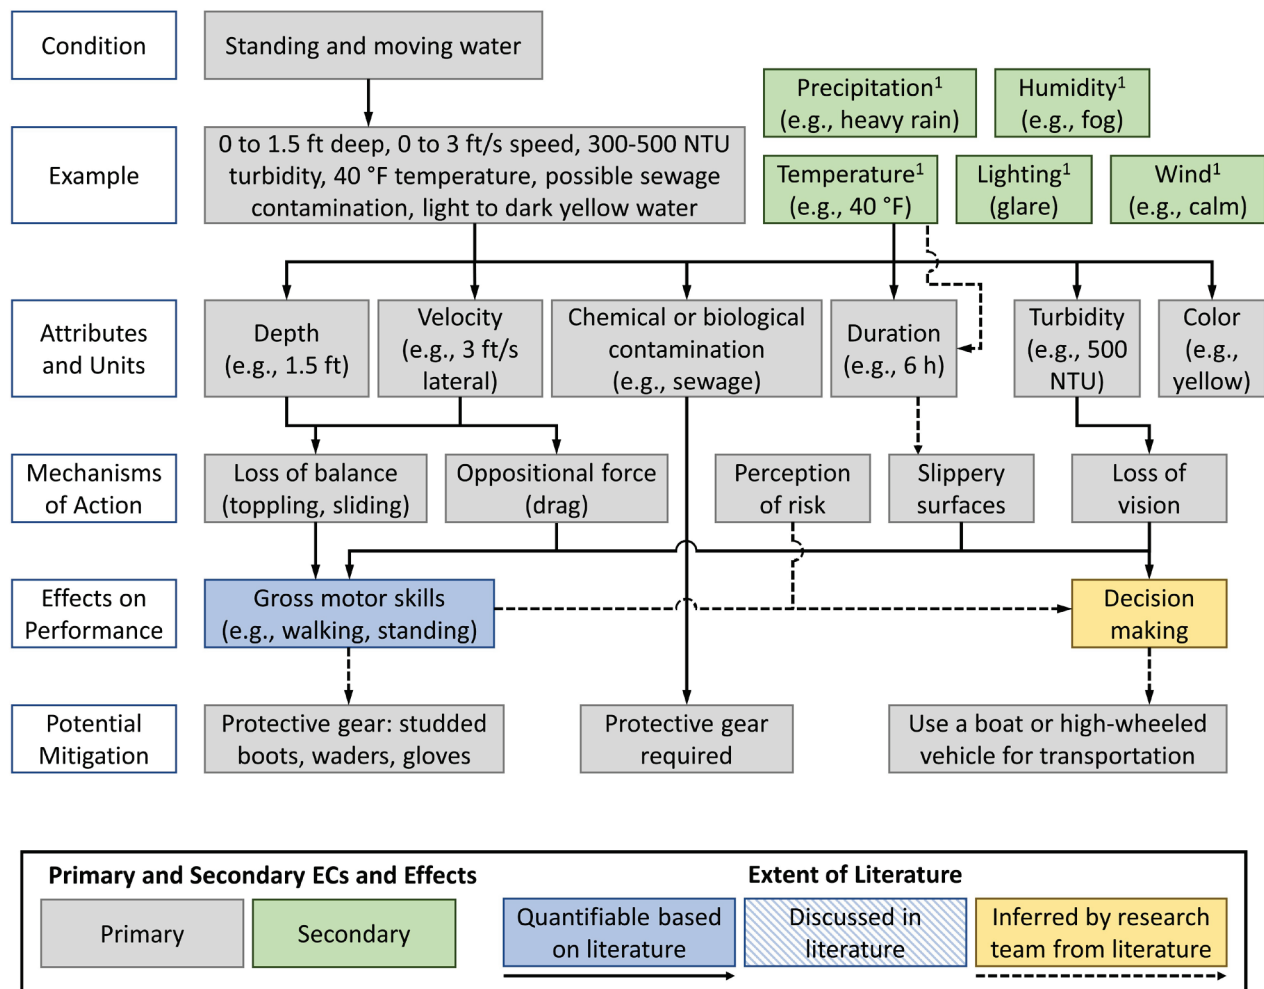 Condition
Standing and moving water
Precipitation¹
(e.g., heavy rain)
Humidity¹
(e.g., fog)
Example
0 to 1.5 ft deep, 0 to 3 ft/s speed, 300-500 NTU
turbidity, 40 °F temperature, possible sewage
contamination, light to dark yellow water
Temperature¹
(e.g., 40 °F)
Lighting¹
(glare)
Wind¹
(e.g., calm)
Attributes
and Units
Depth
(e.g., 1.5 ft)
Velocity
(e.g., 3 ft/s
lateral)
Chemical or biological
contamination
(e.g., sewage)
Duration
(e.g., 6 h)
Turbidity
(e.g., 500
NTU)
Color
(e.g.,
yellow)
Mechanisms
of Action
Loss of balance
(toppling, sliding)
Oppositional force
(drag)
Perception
of risk
Slippery
surfaces
Loss of
vision
Effects on
Performance
Gross motor skills
(e.g., walking, standing)
Decision
making
Potential
Mitigation
Protective gear: studded
boots, waders, gloves
Protective gear
required
Use a boat or high-wheeled
vehicle for transportation
Primary and Secondary ECs and Effects
Primary
Secondary
Extent of Literature
Quantifiable based
on literature
Discussed in
literature
Inferred by research
team from literature